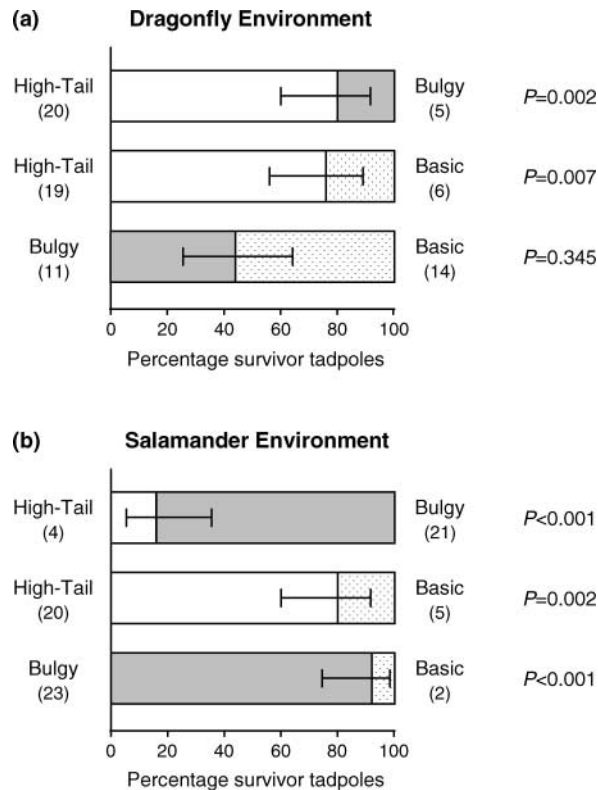 (a) Dragonfly Environment
High-Tail Bulgy P=0.002
(20) (5)
High-Tail Basic P=0.007
(19) (6)
Bulgy Basic P=0.345
(11) (14)
0 20 40 60 80 100
Percentage survivor tadpoles
(b) Salamander Environment
High-Tail Bulgy P<0.001
(4) (21)
High-Tail Basic P=0.002
(20) (5)
Bulgy Basic P<0.001
(23) (2)
0 20 40 60 80 100
Percentage survivor tadpoles